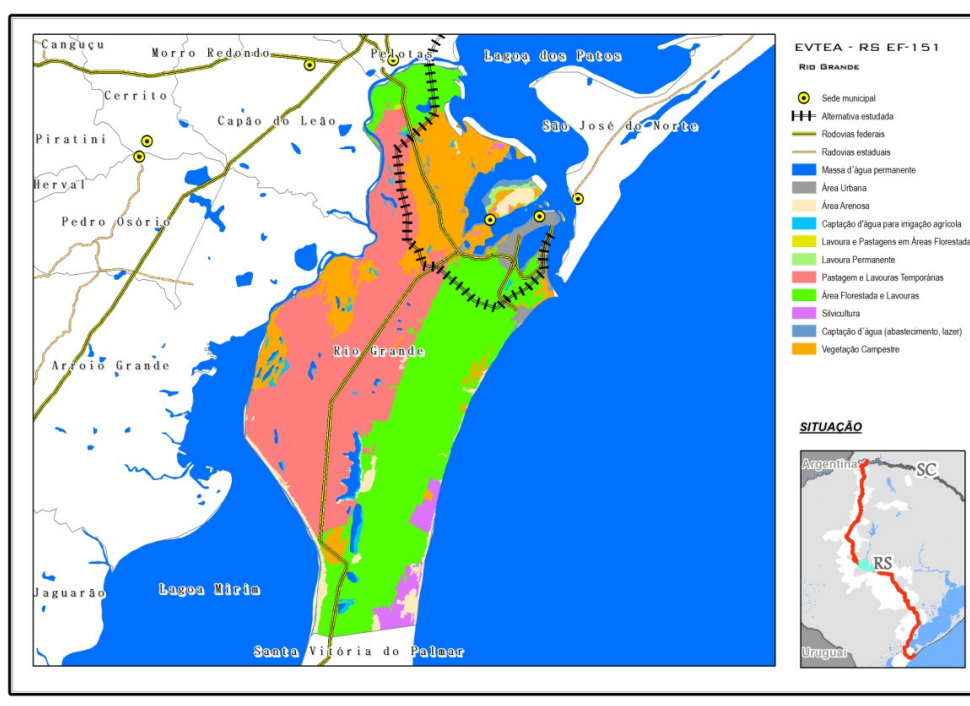 Canguçu
Morro Redondo
Pelotas
Lagoa dos Patos
Cerrito
Capão do Leão
São José do Norte
Piratini
Herval
Pedro Osório
Rio Grande
Arroio Grande
Jaguarão
Lagoa Mirim
Santa Vitória do Palmar
EVTEA - RS EF-151
RIO GRANDE
Sede municipal
Alternativa estudada
Rodovias federais
Radovias estaduais
Massa d´água permanente
Área Urbana
Área Arenosa
Captação d'água para irrigação agrícola
Lavoura e Pastagens em Áreas Florestada
Lavoura Permanente
Pastagem e Lavouras Temporárias
Área Florestada e Lavouras
Silvicultura
Captação d´água (abastecimento, lazer)
Vegetação Campestre
SITUAÇÃO
Argentina
SC
RS
Uruguai